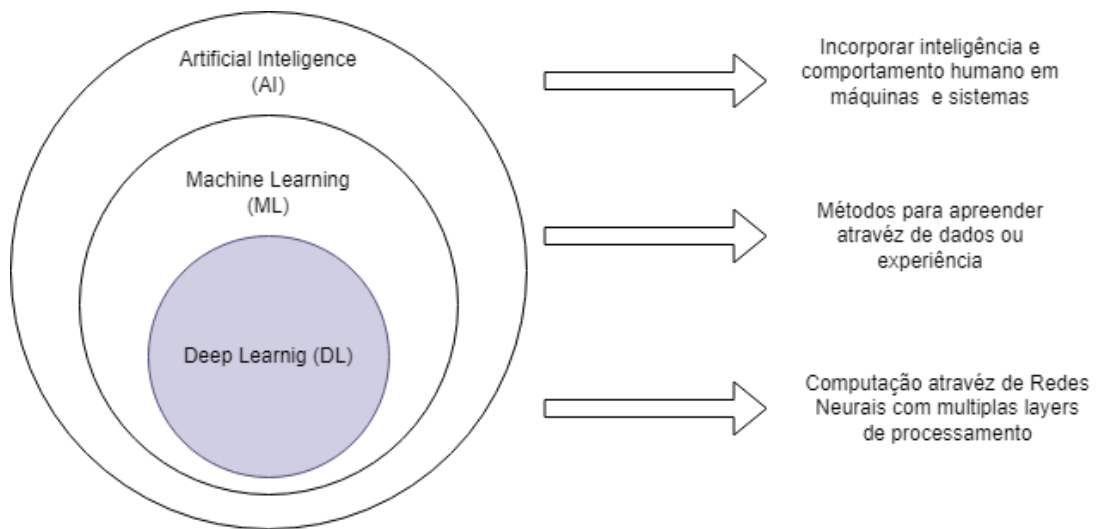 Artificial Inteligence
(AI)
Incorporar inteligência e
comportamento humano em
máquinas e sistemas
Machine Learning
(ML)
Métodos para apreender
atravéz de dados ou
experiência
Deep Learnig (DL)
Computação atravéz de Redes
Neurais com multiplas layers
de processamento